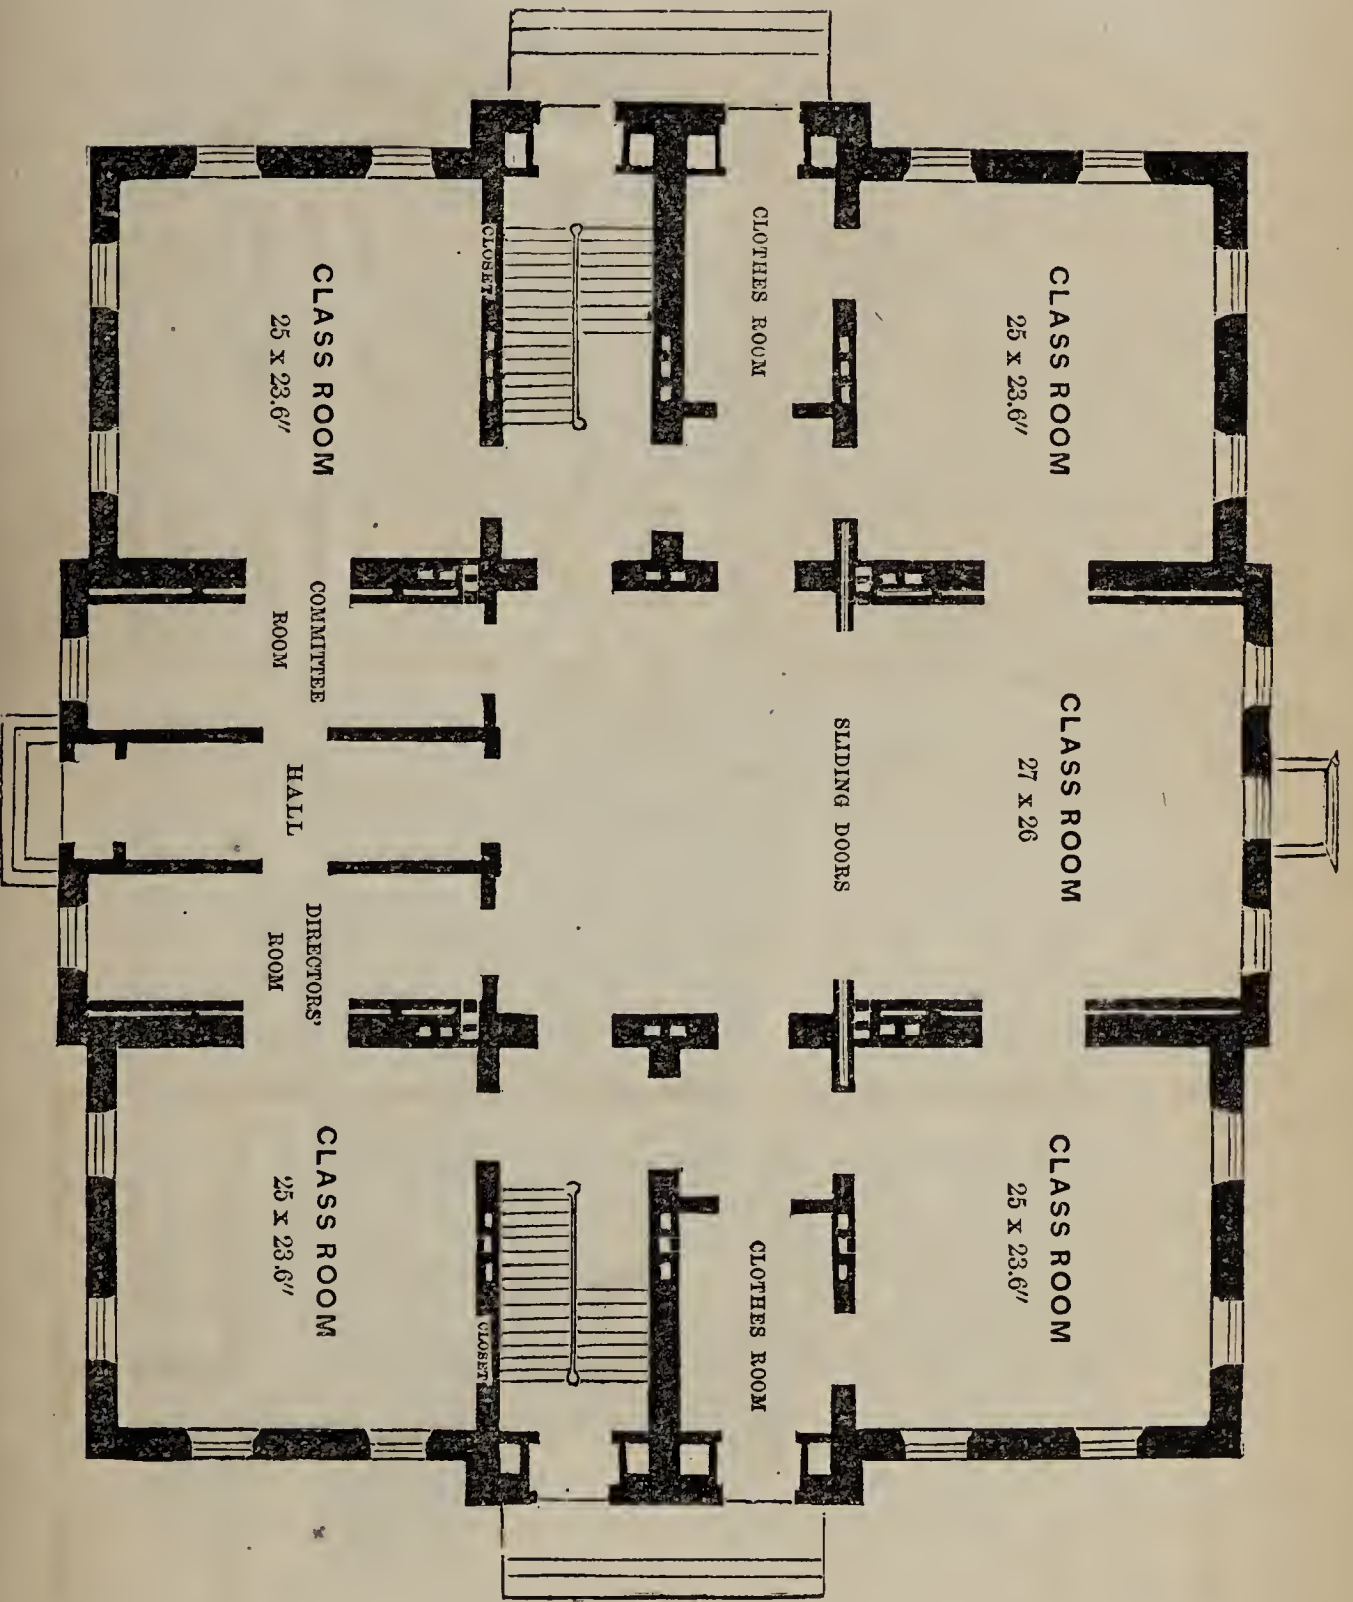 CLASS ROOM
25 x 23.6"
CLASS ROOM
27 x 26
CLASS ROOM
25 x 23.6"
SLIDING DOORS
CLOTHES ROOM
CLOTHES ROOM
CLOSET
CLOSET
CLASS ROOM
25 x 23.6"
COMMITTEE
ROOM
HALL
DIRECTORS'
ROOM
CLASS ROOM
25 x 23.6"